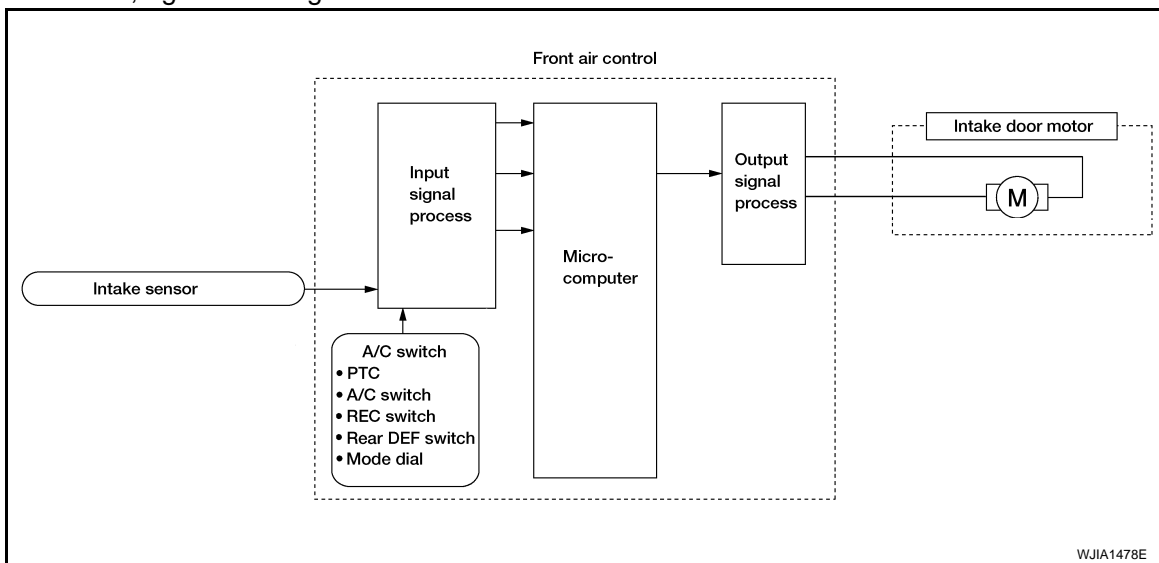 Front air control
Intake door motor
Input
signal
process
Micro-
computer
Output
signal
process
M
Intake sensor
A/C switch
• PTC
• A/C switch
• REC switch
• Rear DEF switch
• Mode dial
WJIA1478E